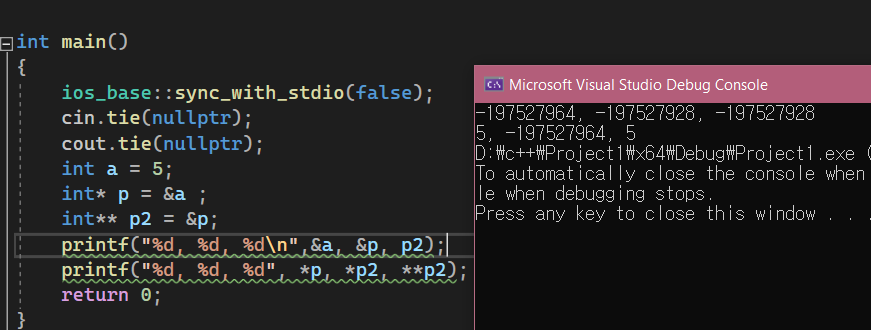 int main()
{
ios_base::sync_with_stdio(false);
cin.tie(nullptr);
cout.tie(nullptr);
int a = 5;
int* p = &a ;
int** p2 = &p;
printf("%d, %d, %d\n",&a, &p, p2);
printf("%d, %d, %d", *p, *p2, **p2);
return 0;
}
Microsoft Visual Studio Debug Console
-197527964, -197527928, -197527928
5, -197527964, 5
D:₩c++₩Project1₩x64₩Debug₩Project1.exe (
To automatically close the console when
le when debugging stops.
Press any key to close this window . . .